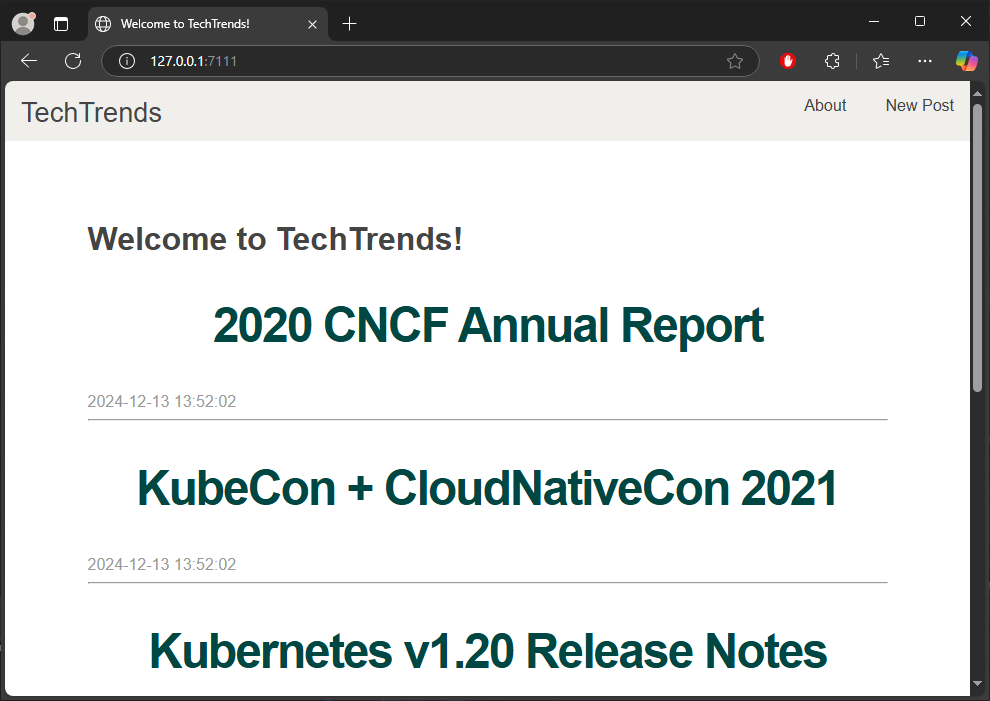 Welcome to TechTrends!
127.0.0.1:7111
TechTrends
About
New Post
Welcome to TechTrends!
2020 CNCF Annual Report
2024-12-13 13:52:02
KubeCon + CloudNativeCon 2021
2024-12-13 13:52:02
Kubernetes v1.20 Release Notes